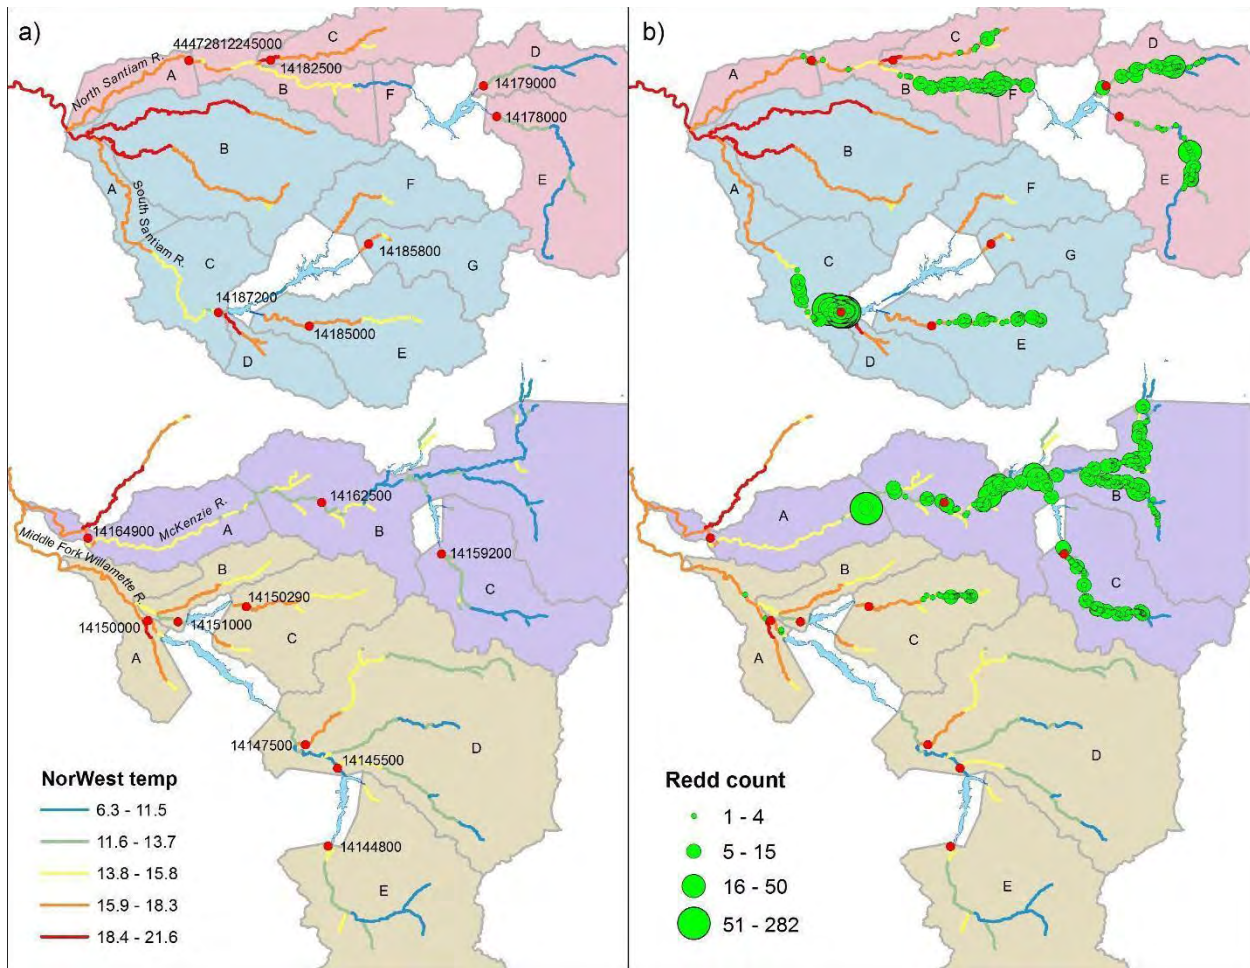 a)
C
44472812245000
North Santiam R.
A
14182500
B
F
D
14179000
14178000
E
B
A
South Santiam R.
F
C
14185800
G
14187200
14185000
E
D
14162500
McKenzie R.
A
B
14164900
Middle Fork Willamette R.
14159200
B
C
14150290
14150000
14151000
C
A
14147500
D
14145500
14144800
E
NorWest temp
6.3 - 11.5
11.6 - 13.7
13.8 - 15.8
15.9 - 18.3
18.4 - 21.6
b)
C
A
B
F
D
E
B
A
F
C
G
E
D
A
B
C
B
C
A
D
E
Redd count
1 - 4
5 - 15
16 - 50
51 - 282